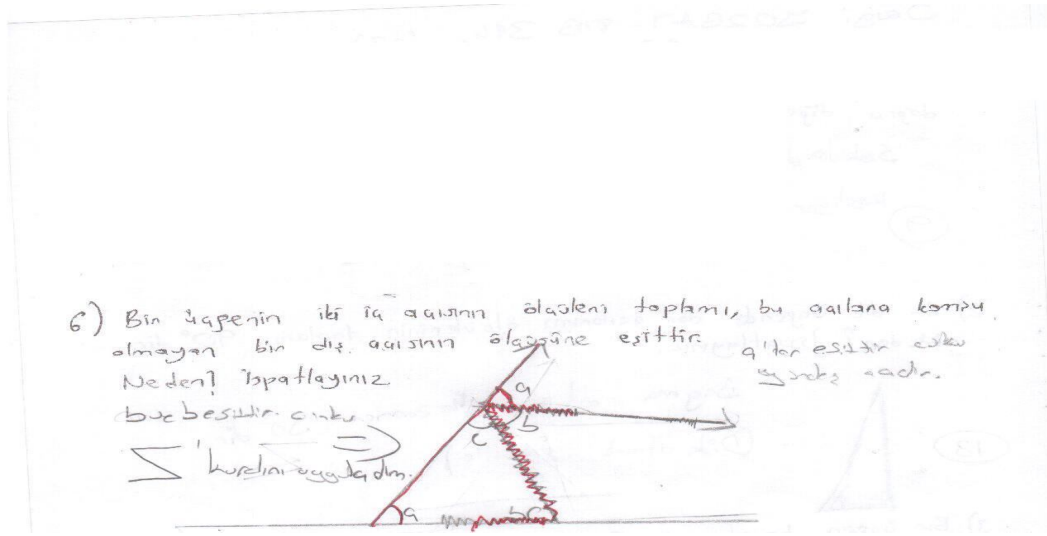 6) Bir üçgenin iki iç açısının ölçüleri toplamı, bu açılara komşu
olmayan bir dış açısının ölçüsüne eşittir.
Neden? İspatlayınız.
a'lar eşittir çünkü
yöndeş açıdır.
b ve b eşittir. çünkü
Σ' kuralını uyguladım.
a
b
c
a
b